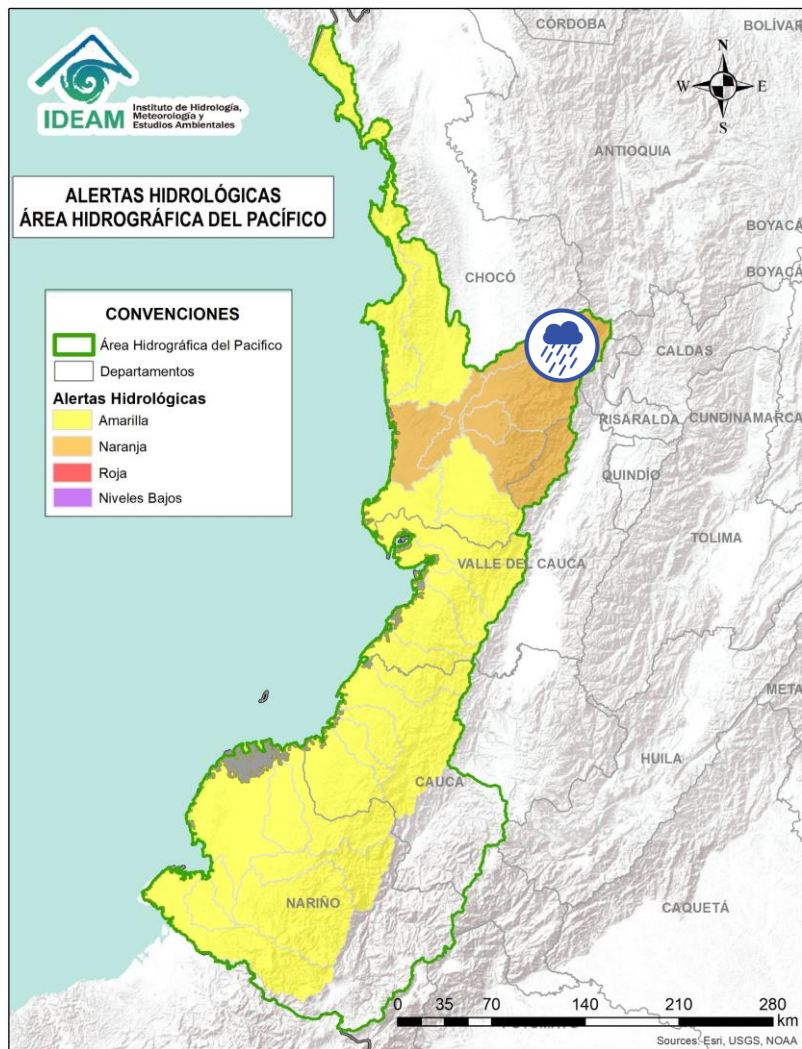 IDEAM
Instituto de Hidrología,
Meteorología y
Estudios Ambientales
ALERTAS HIDROLÓGICAS
ÁREA HIDROGRÁFICA DEL PACÍFICO
CONVENCIONES
Área Hidrográfica del Pacifico
Departamentos
Alertas Hidrológicas
Amarilla
Naranja
Roja
Niveles Bajos
N
W
E
S
CÓRDOBA
BOLÍVAR
ANTIOQUIA
BOYACÁ
BOYACÁ
CHOCÓ
CALDAS
RISARALDA
CUNDINAMARCA
QUINDÍO
TOLIMA
VALLE DEL CAUCA
META
HUILA
CAUCA
NARIÑO
CAQUETÁ
0 35 70 140 210 280
km
Sources: Esri, USGS, NOAA